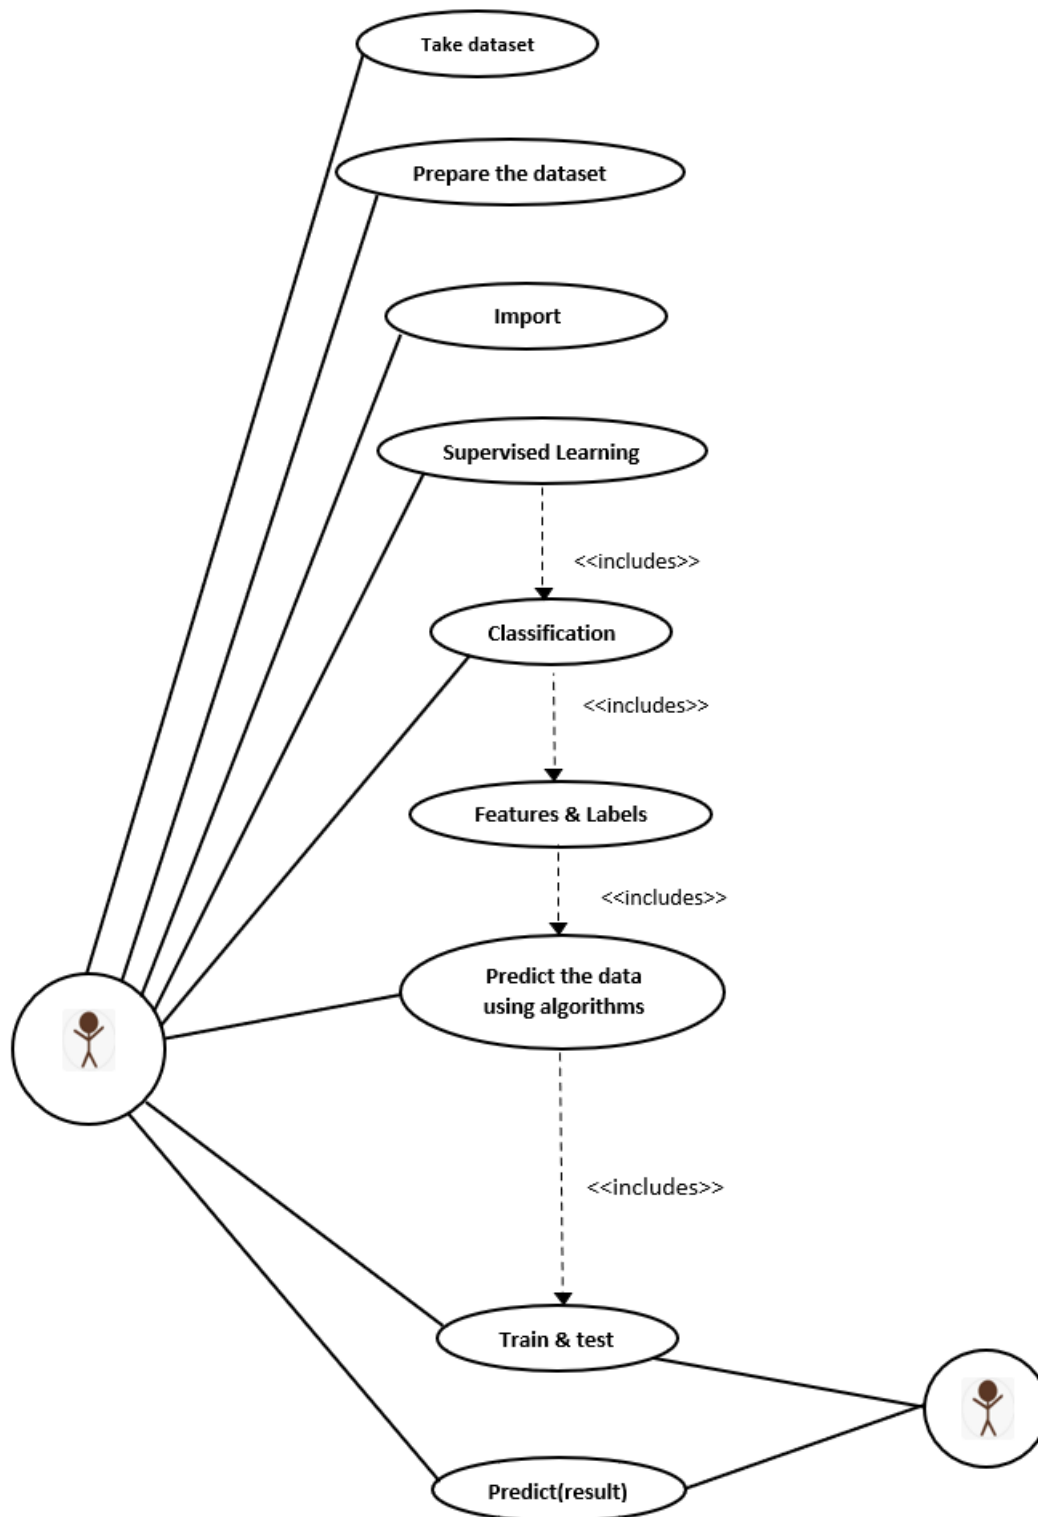 Take dataset
Prepare the dataset
Import
Supervised Learning
<<includes>>
Classification
<<includes>>
Features & Labels
<<includes>>
Predict the data
using algorithms
<<includes>>
Train & test
Predict(result)